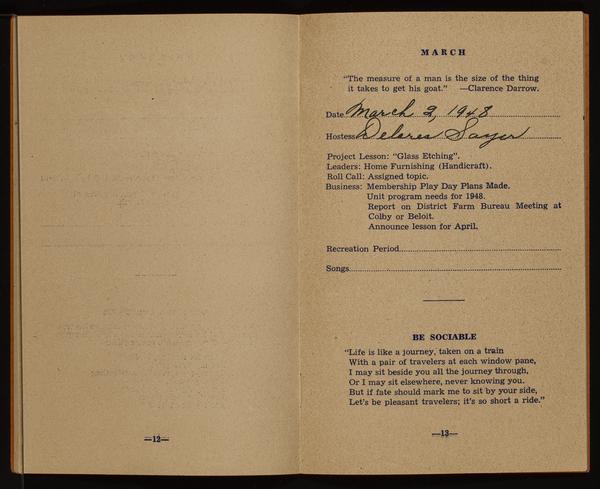 MARCH
"The measure of a man is the size of the thing
it takes to get his goat." —Clarence Darrow.
Date March 2, 1948
Hostess Delores Sayer
Project Lesson: "Glass Etching".
Leaders: Home Furnishing (Handicraft).
Roll Call: Assigned topic.
Business: Membership Play Day Plans Made.
Unit program needs for 1948.
Report on District Farm Bureau Meeting at
Colby or Beloit.
Announce lesson for April.
Recreation Period
Songs
BE SOCIABLE
"Life is like a journey, taken on a train
With a pair of travelers at each window pane,
I may sit beside you all the journey through,
Or I may sit elsewhere, never knowing you.
But if fate should mark me to sit by your side,
Let's be pleasant travelers; it's so short a ride."
—12—
—13—